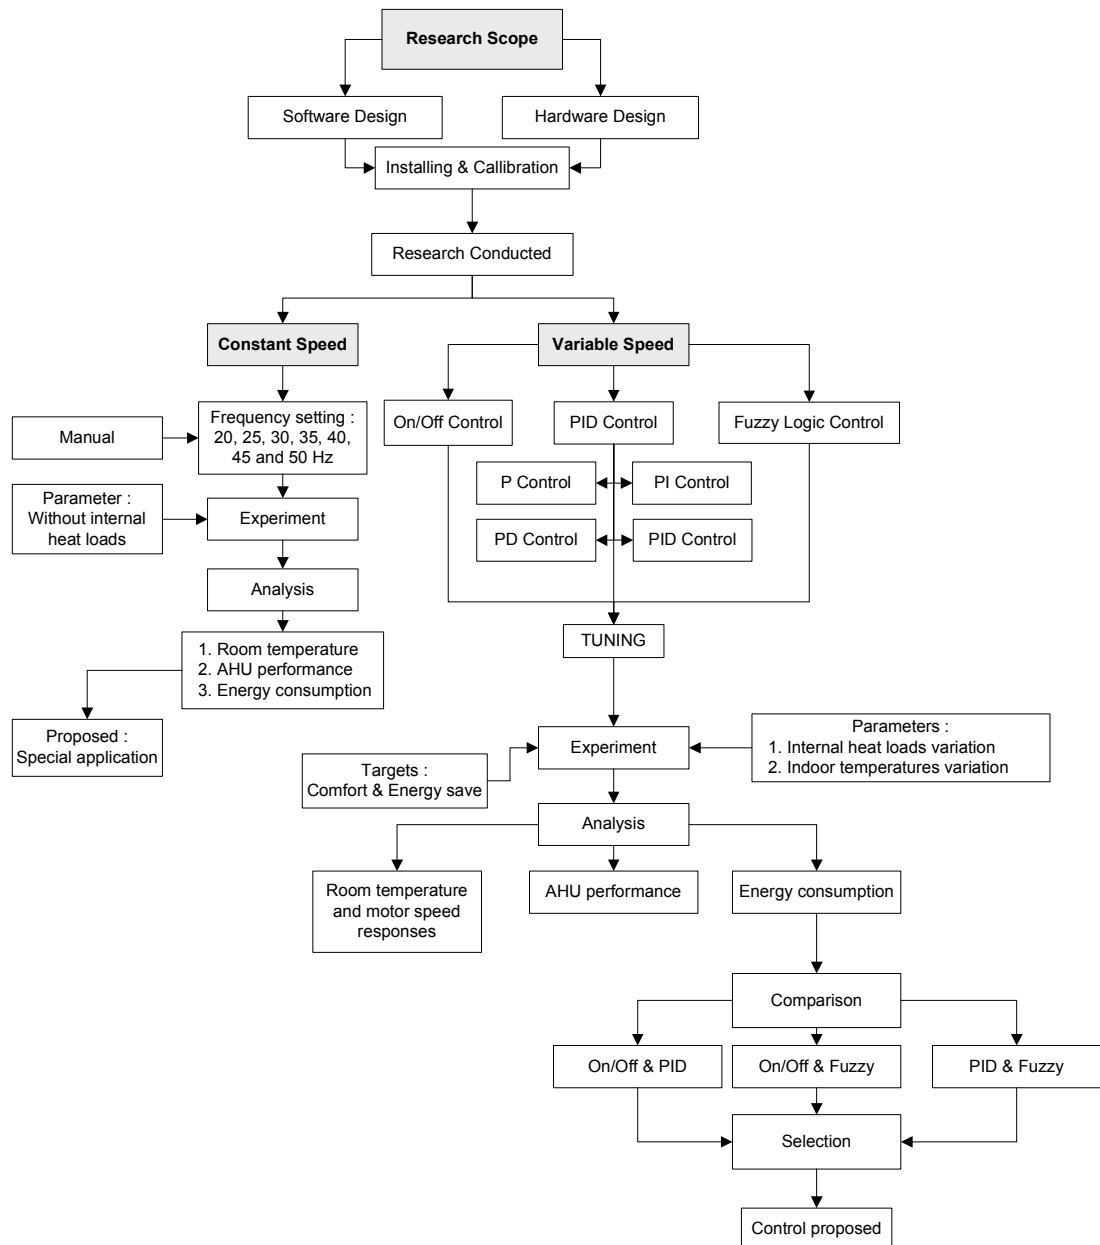 Research Scope
Software Design
Hardware Design
Installing & Callibration
Research Conducted
Constant Speed
Variable Speed
Manual
Frequency setting :
20, 25, 30, 35, 40,
45 and 50 Hz
On/Off Control
PID Control
Fuzzy Logic Control
P Control
PI Control
Parameter :
Without internal
heat loads
Experiment
PD Control
PID Control
Analysis
TUNING
1. Room temperature
2. AHU performance
3. Energy consumption
Proposed :
Special application
Experiment
Parameters :
1. Internal heat loads variation
2. Indoor temperatures variation
Targets :
Comfort & Energy save
Analysis
Room temperature
and motor speed
responses
AHU performance
Energy consumption
Comparison
On/Off & PID
On/Off & Fuzzy
PID & Fuzzy
Selection
Control proposed